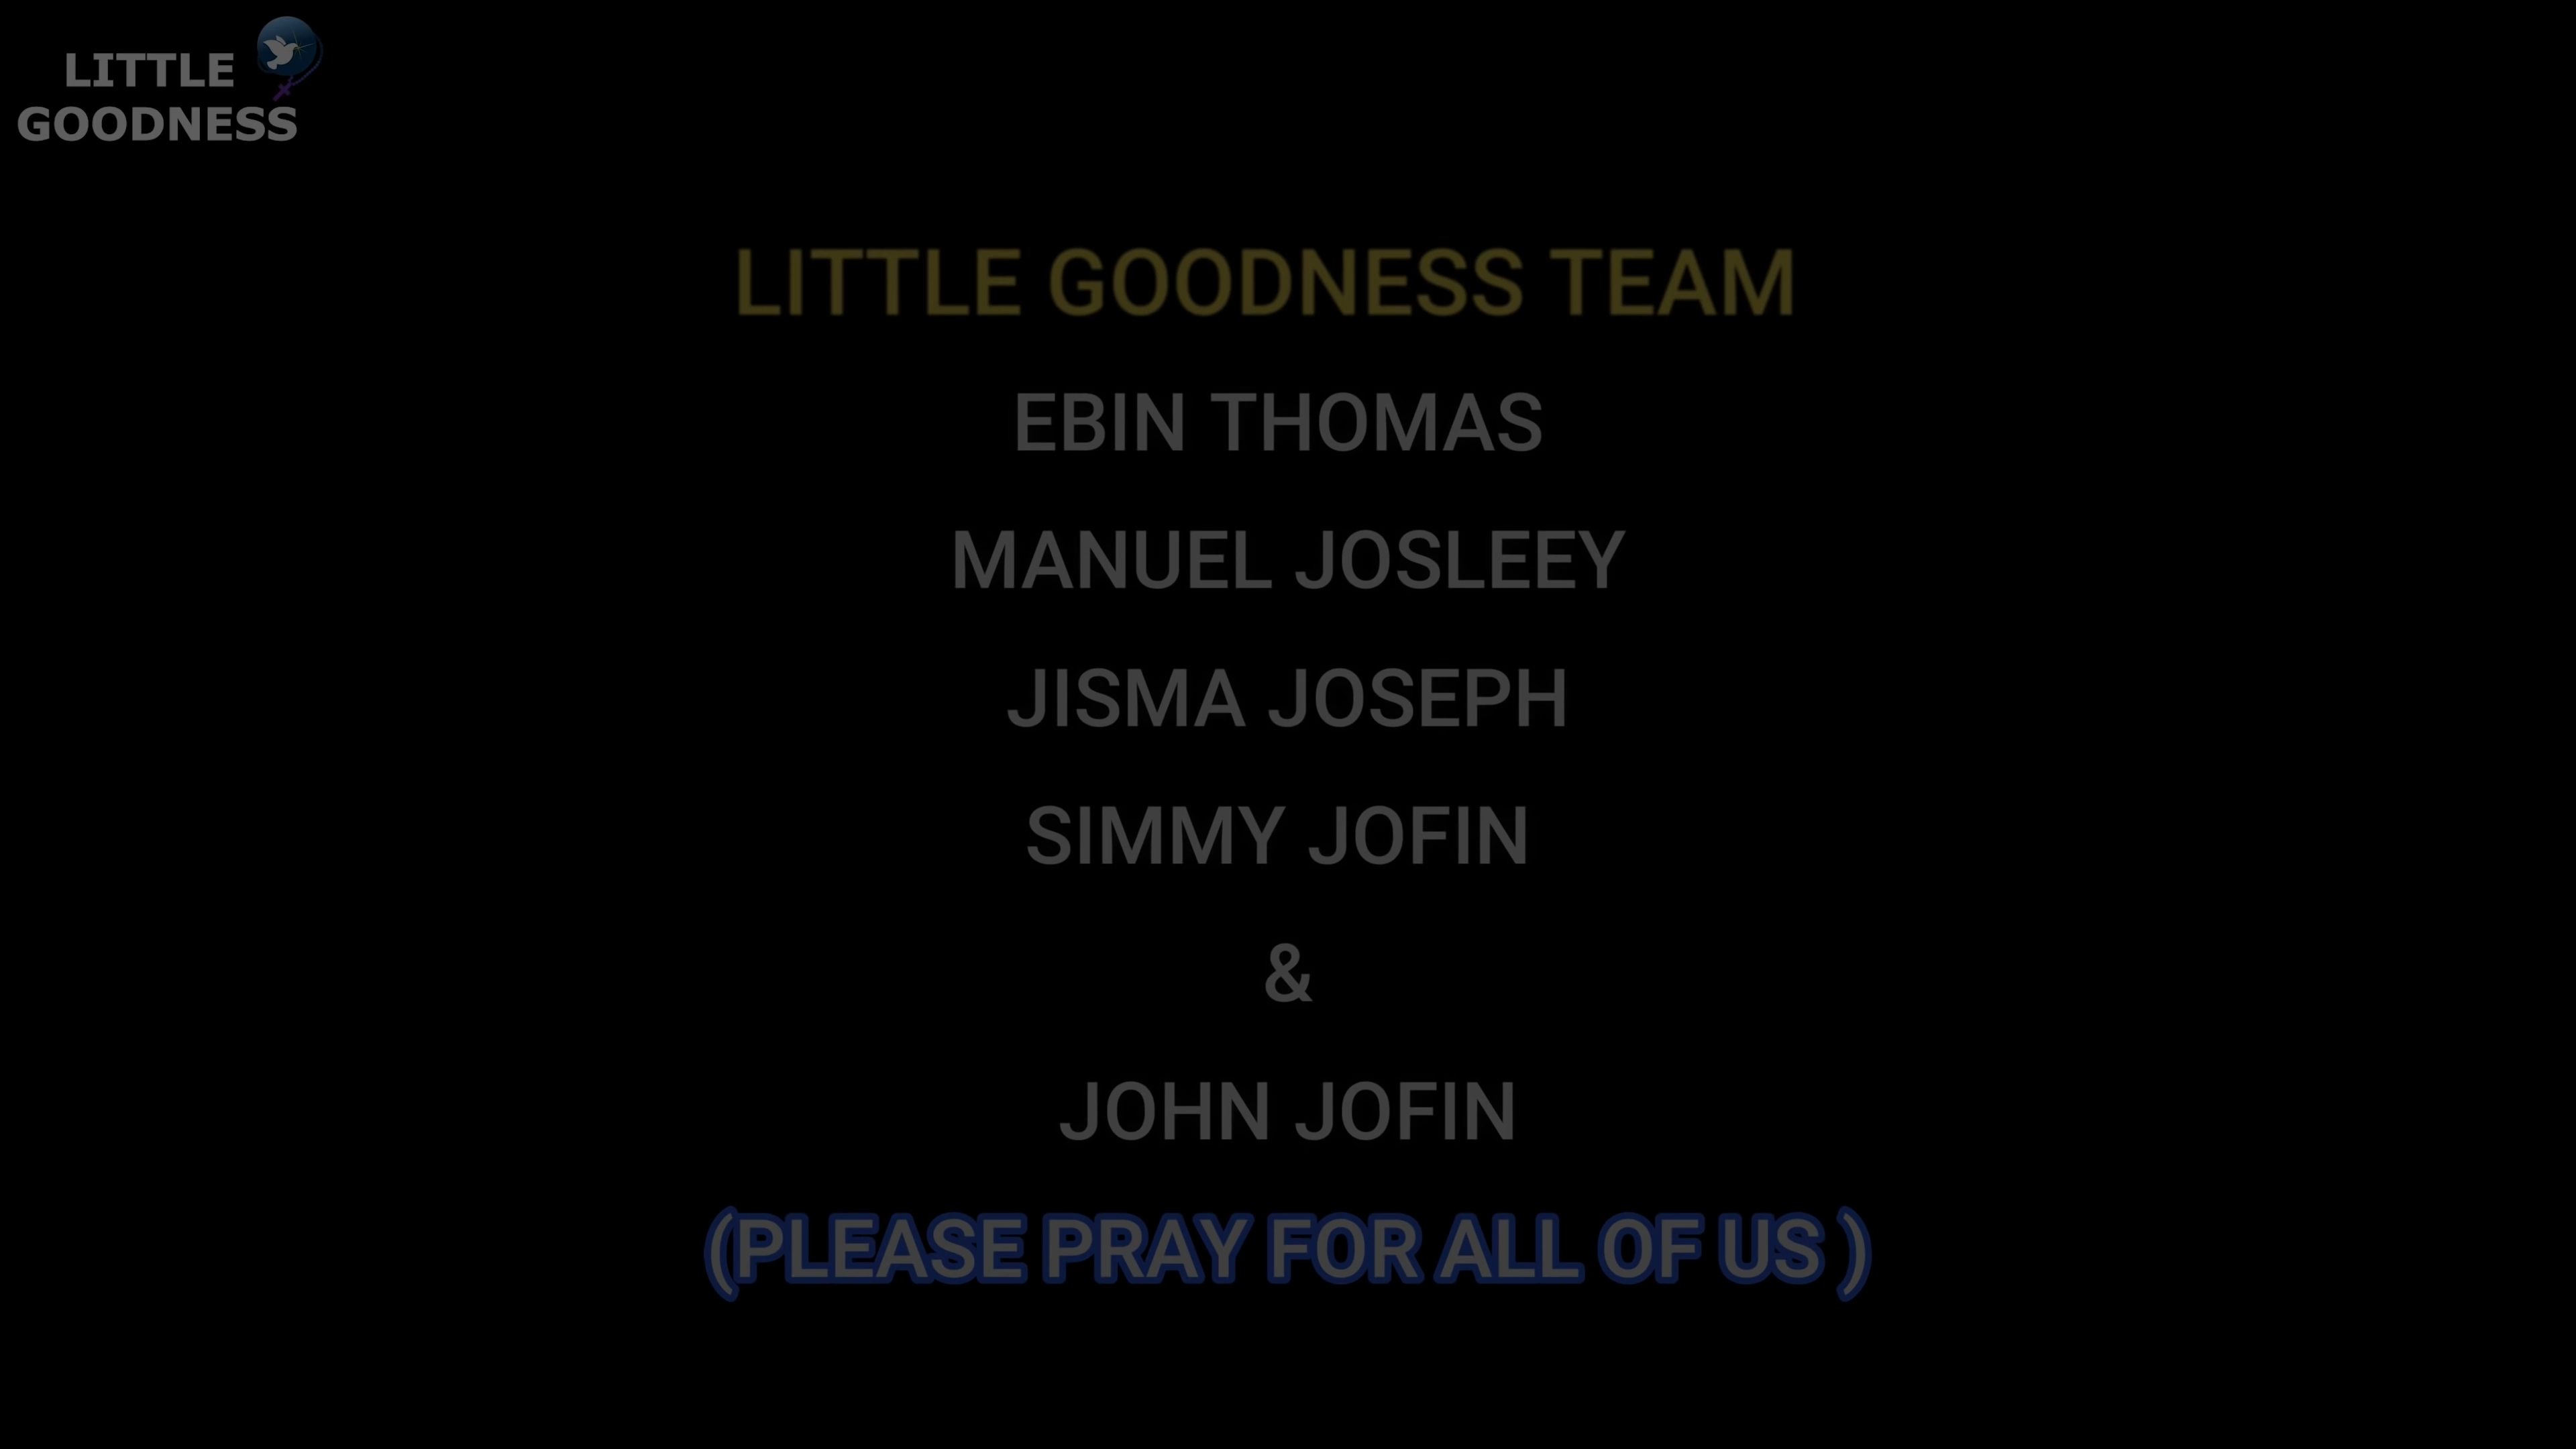 LITTLE
GOODNESS
LITTLE GOODNESS TEAM
EBIN THOMAS
MANUEL JOSLEEY
JISMA JOSEPH
SIMMY JOFIN
&
JOHN JOFIN
(PLEASE PRAY FOR ALL OF US )